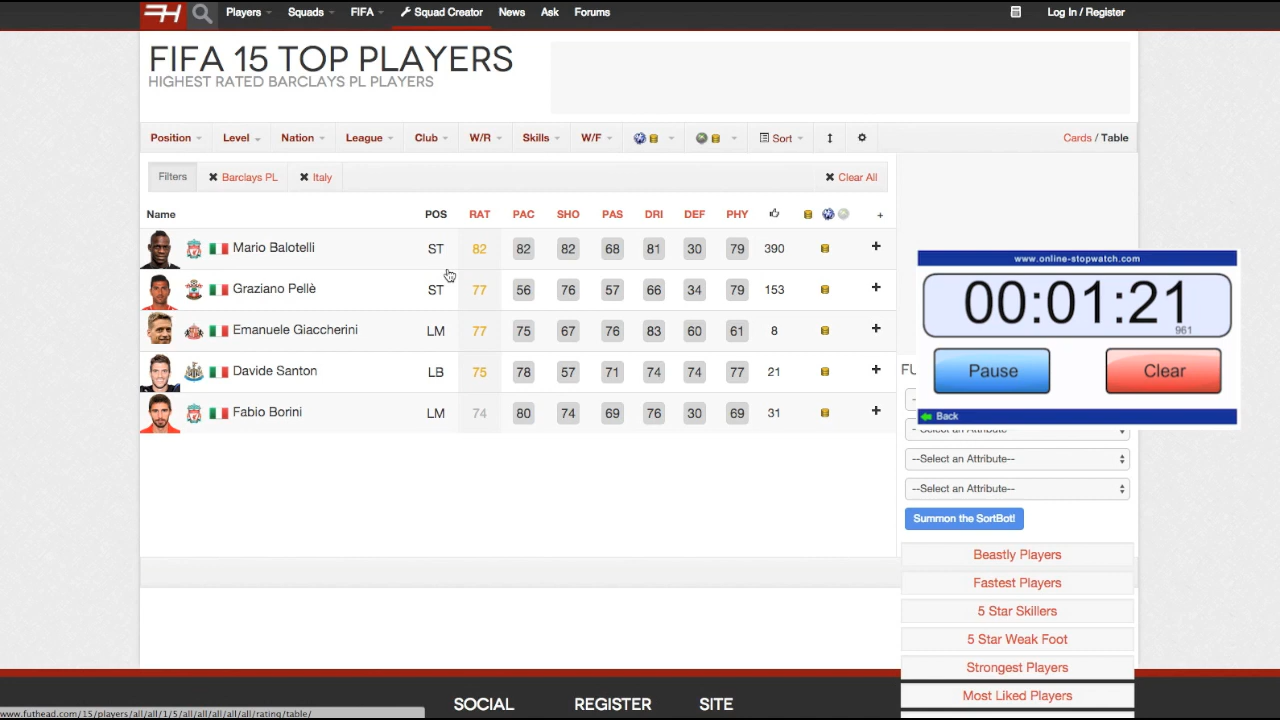 Players Squads FIFA Squad Creator News Ask Forums Log In / Register
FIFA 15 TOP PLAYERS
HIGHEST RATED BARCLAYS PL PLAYERS
Position Level Nation League Club W/R Skills W/F Sort Cards / Table
Filters Barclays PL Italy Clear All
Name POS RAT PAC SHO PAS DRI DEF PHY +
Mario Balotelli ST 82 82 82 68 81 30 79 390 +
Graziano Pellè ST 77 56 76 57 66 34 79 153 +
Emanuele Giaccherini LM 77 75 67 76 83 60 61 8 +
Davide Santon LB 75 78 57 71 74 74 77 21 +
Fabio Borini LM 74 80 74 69 76 30 69 31 +
www.online-stopwatch.com
00:01:21
961
Pause Clear
Back
FU
--Select an Attribute--
--Select an Attribute--
--Select an Attribute--
Summon the SortBot!
Beastly Players
Fastest Players
5 Star Skillers
5 Star Weak Foot
Strongest Players
Most Liked Players
SOCIAL REGISTER SITE
www.futhead.com/15/players/all/all/1/5/all/all/all/all/all/rating/table/